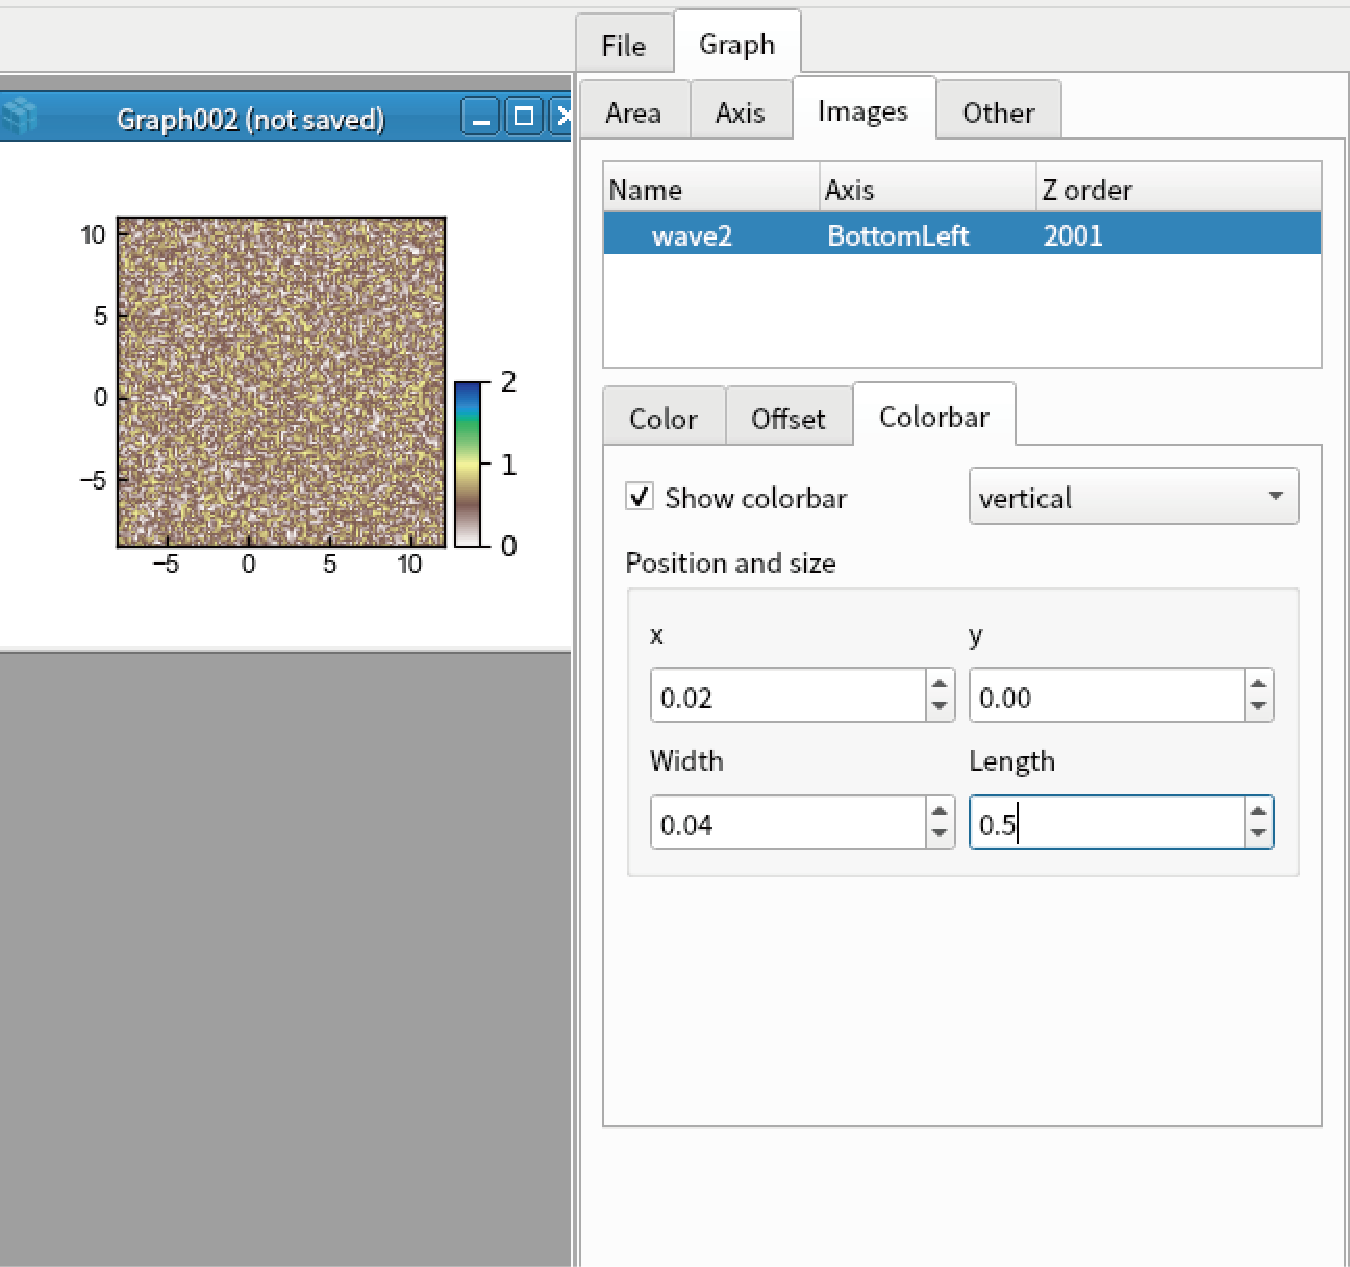 File Graph
Graph002 (not saved)
Area Axis Images Other
Name Axis Z order
wave2 BottomLeft 2001
10
5
0
−5
−5 0 5 10
2
1
0
Color Offset Colorbar
Show colorbar vertical
Position and size
x y
0.02 0.00
Width Length
0.04 0.5